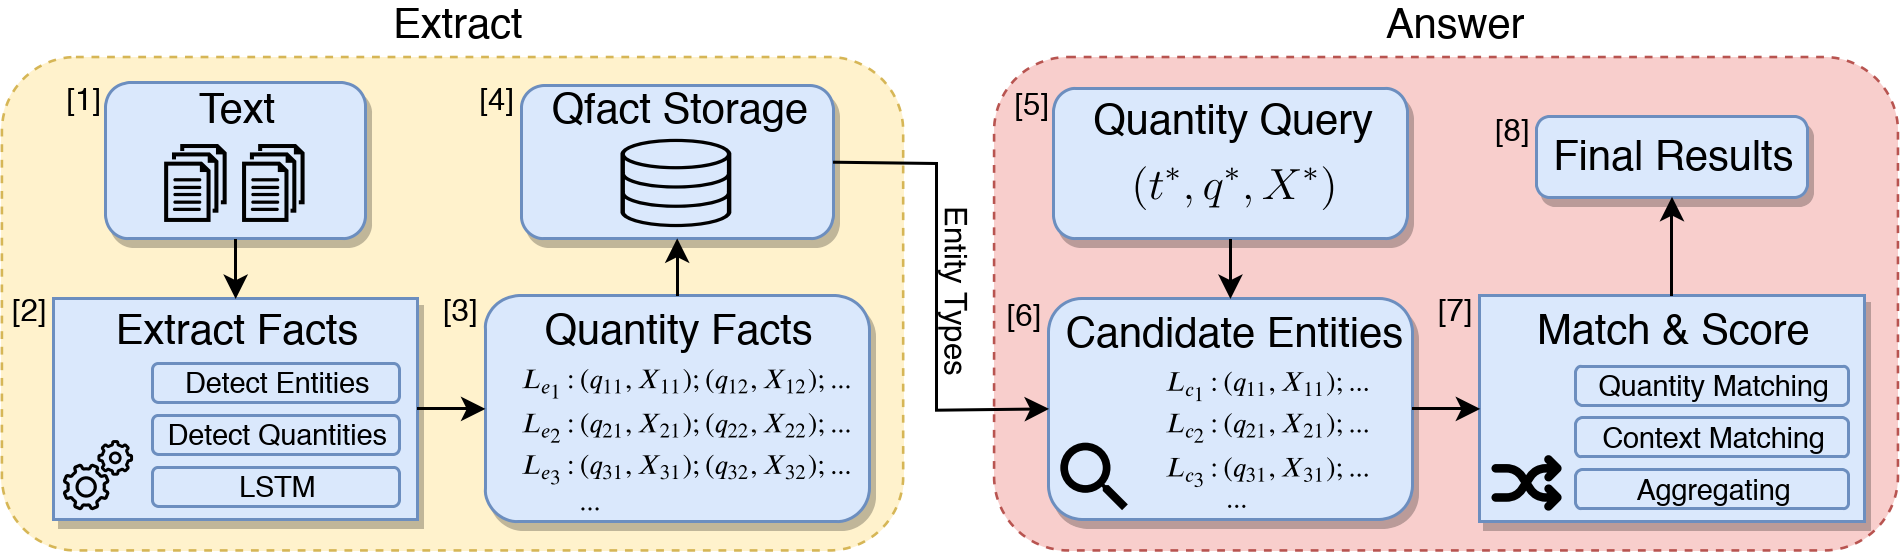 Extract
[1]
Text
[2]
Extract Facts
Detect Entities
Detect Quantities
LSTM
[3]
Quantity Facts
L_{e_1} : (q_{11}, X_{11}); (q_{12}, X_{12}); ...
L_{e_2} : (q_{21}, X_{21}); (q_{22}, X_{22}); ...
L_{e_3} : (q_{31}, X_{31}); (q_{32}, X_{32}); ...
...
[4]
Qfact Storage
Entity Types
Answer
[5]
Quantity Query
(t*, q*, X*)
[6]
Candidate Entities
L_{c_1} : (q_{11}, X_{11}); ...
L_{c_2} : (q_{21}, X_{21}); ...
L_{c_3} : (q_{31}, X_{31}); ...
...
[7]
Match & Score
Quantity Matching
Context Matching
Aggregating
[8]
Final Results